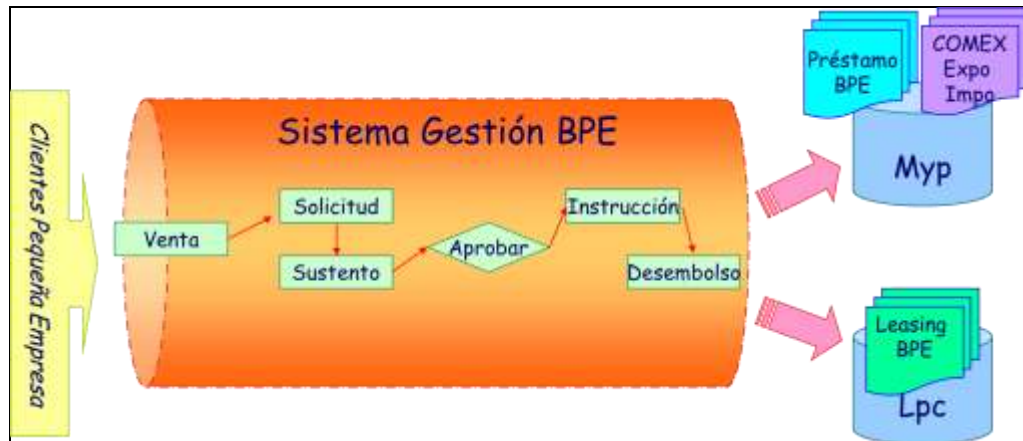 Clientes Pequeña Empresa
Sistema Gestión BPE
Venta
Solicitud
Sustento
Aprobar
Instrucción
Desembolso
Préstamo
BPE
COMEX
Expo
Impo
Myp
Leasing
BPE
Lpc